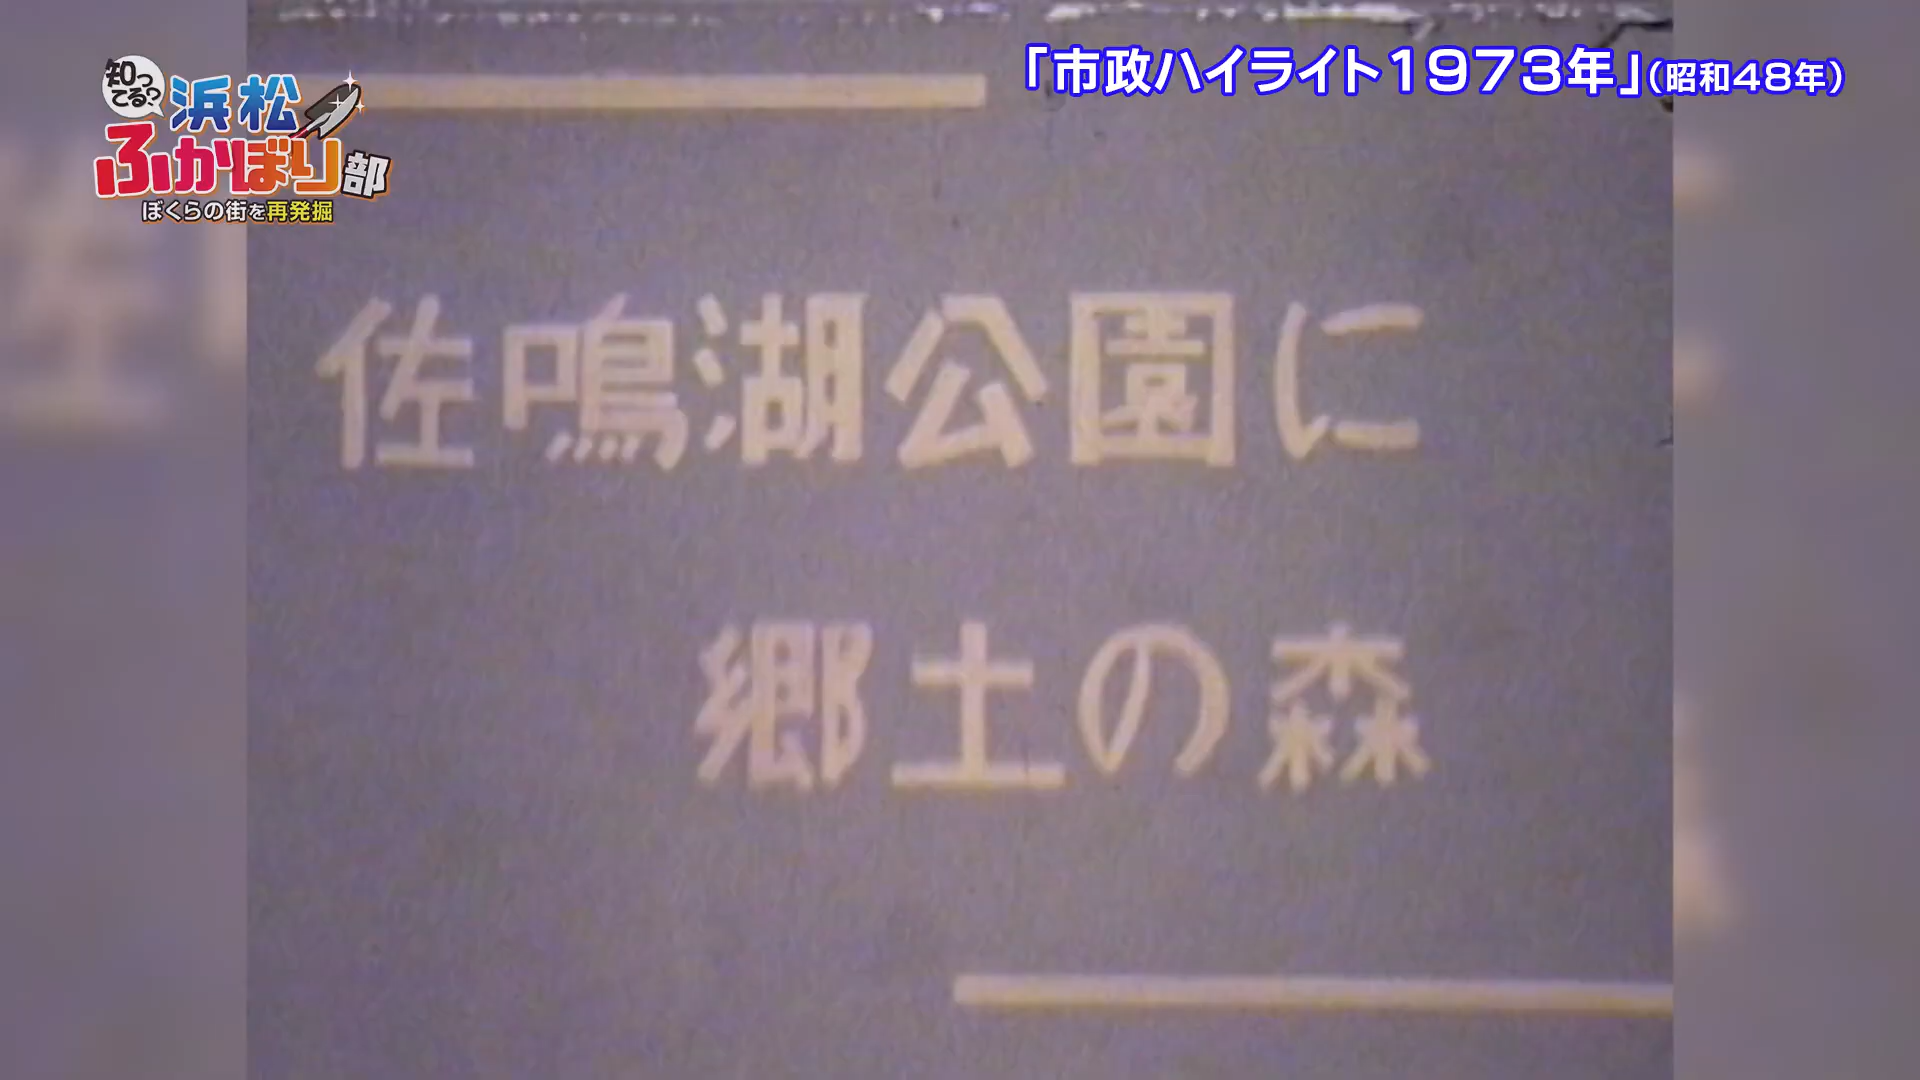 知ってる?
浜松
ふかぼり部
ぼくらの街を再発掘
「市政ハイライト1973年」(昭和48年)
佐鳴湖公園に
郷土の森